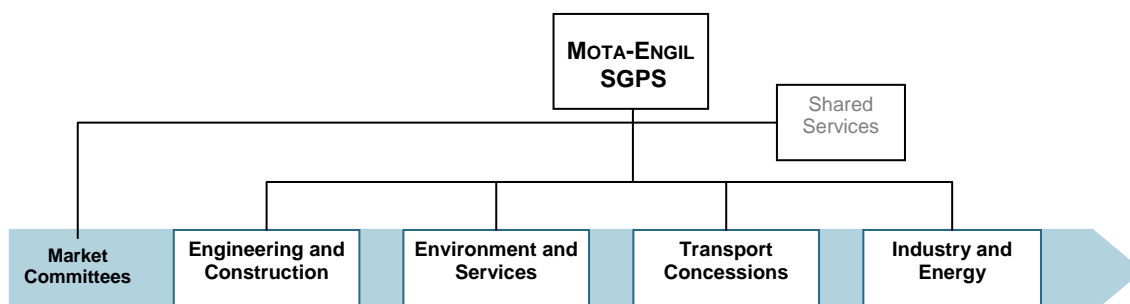 MOTA-ENGIL
SGPS
Shared
Services
Market
Committees
Engineering and
Construction
Environment and
Services
Transport
Concessions
Industry and
Energy